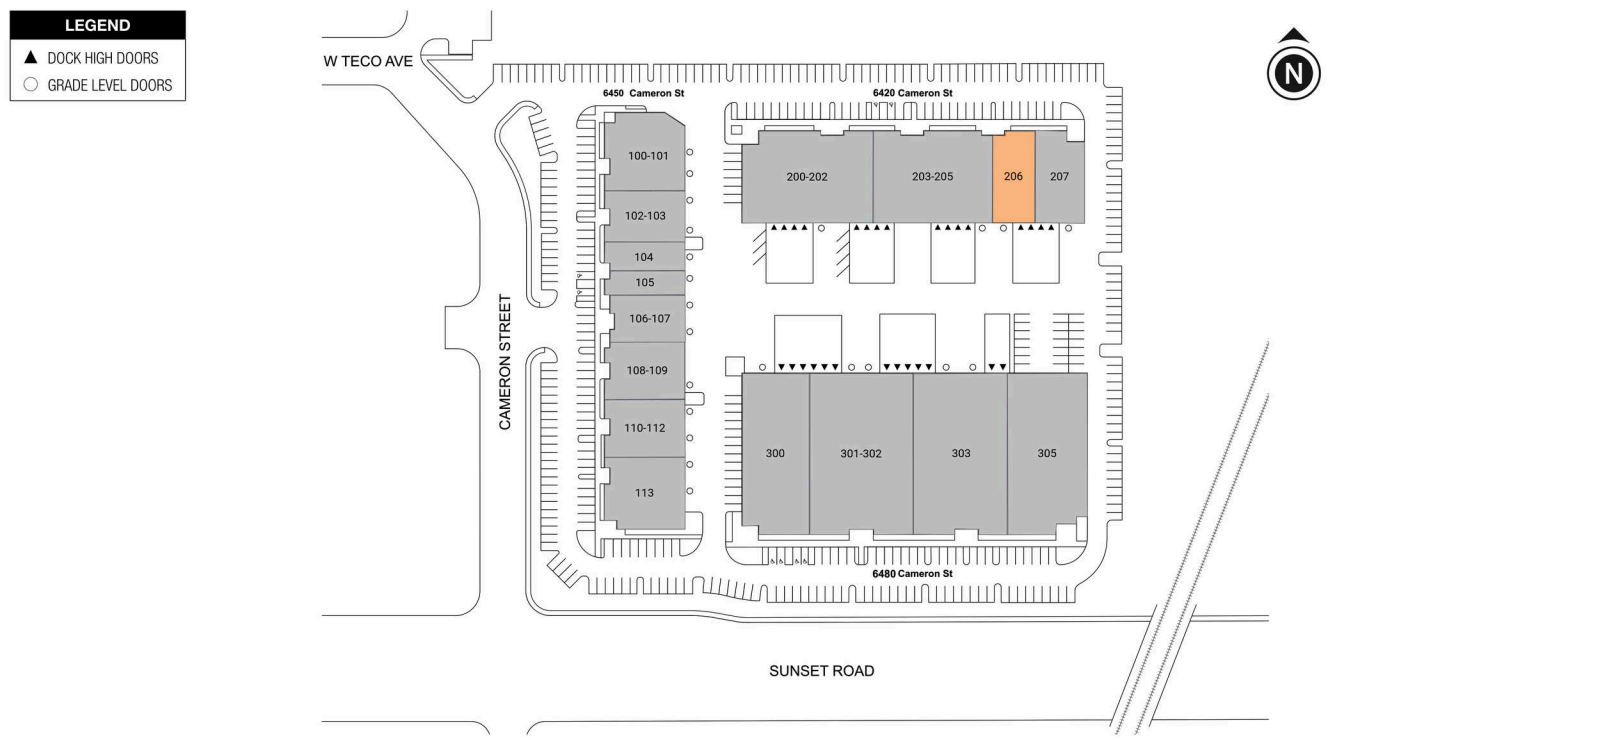 LEGEND
DOCK HIGH DOORS
GRADE LEVEL DOORS
W TECO AVE
N
6450 Cameron St
6420 Cameron St
100-101
102-103
104
105
106-107
108-109
110-112
113
200-202
203-205
206
207
CAMERON STREET
300
301-302
303
305
6480 Cameron St
SUNSET ROAD